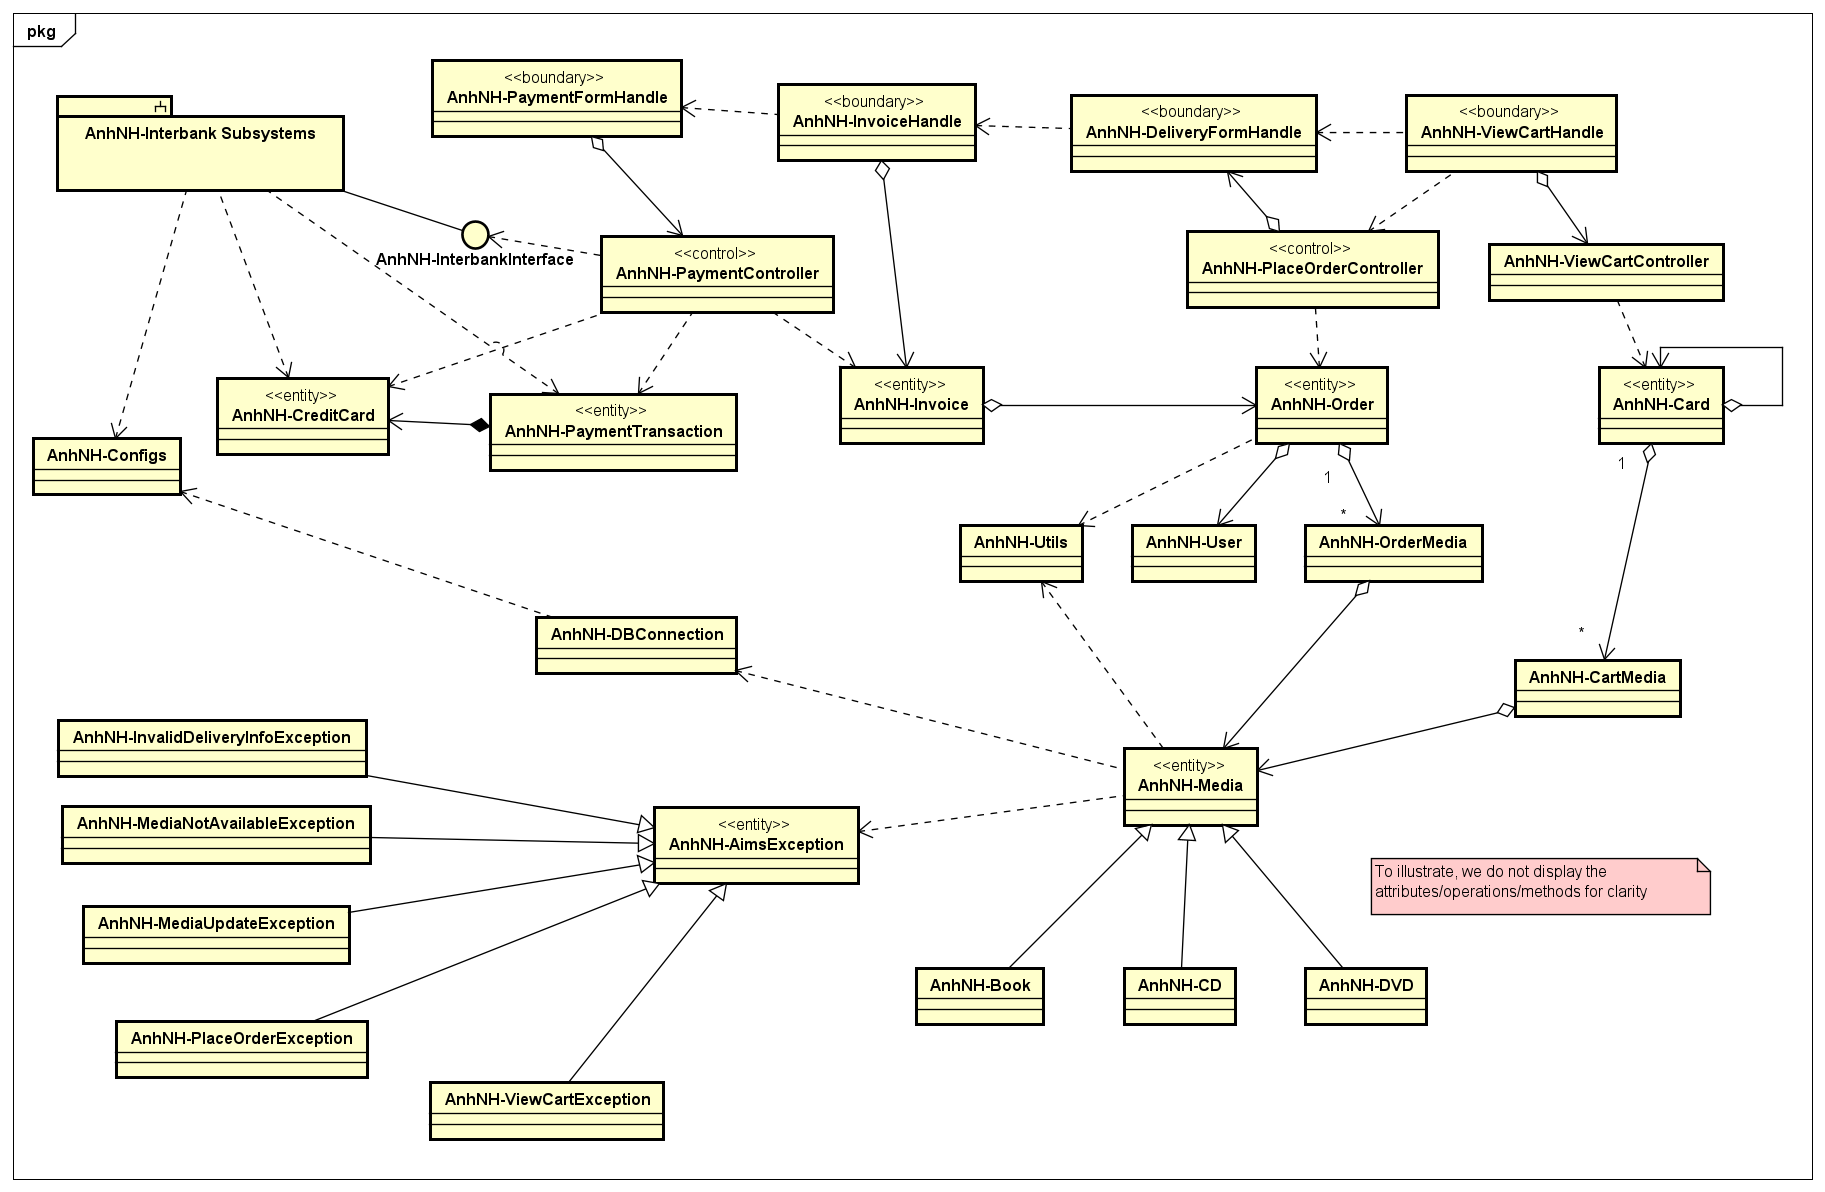 pkg
<<boundary>>
AnhNH-PaymentFormHandle
<<boundary>>
AnhNH-InvoiceHandle
<<boundary>>
AnhNH-DeliveryFormHandle
<<boundary>>
AnhNH-ViewCartHandle
AnhNH-Interbank Subsystems
AnhNH-InterbankInterface
<<control>>
AnhNH-PaymentController
<<control>>
AnhNH-PlaceOrderController
AnhNH-ViewCartController
<<entity>>
AnhNH-CreditCard
<<entity>>
AnhNH-PaymentTransaction
<<entity>>
AnhNH-Invoice
<<entity>>
AnhNH-Order
<<entity>>
AnhNH-Card
AnhNH-Configs
1
1
*
AnhNH-Utils
AnhNH-User
AnhNH-OrderMedia
AnhNH-DBConnection
*
AnhNH-CartMedia
AnhNH-InvalidDeliveryInfoException
<<entity>>
AnhNH-Media
AnhNH-MediaNotAvailableException
<<entity>>
AnhNH-AimsException
To illustrate, we do not display the
attributes/operations/methods for clarity
AnhNH-MediaUpdateException
AnhNH-Book
AnhNH-CD
AnhNH-DVD
AnhNH-PlaceOrderException
AnhNH-ViewCartException